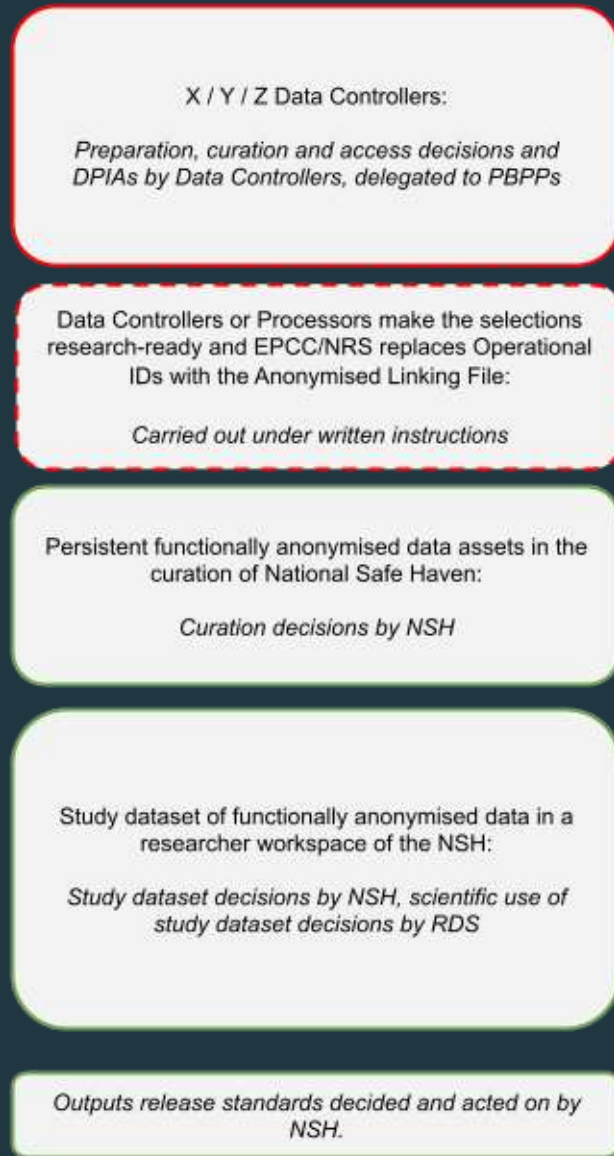 X / Y / Z Data Controllers:
Preparation, curation and access decisions and
DPIAs by Data Controllers, delegated to PBPPs
Data Controllers or Processors make the selections
research-ready and EPCC/NRS replaces Operational
IDs with the Anonymised Linking File:
Carried out under written instructions
Persistent functionally anonymised data assets in the
curation of National Safe Haven:
Curation decisions by NSH
Study dataset of functionally anonymised data in a
researcher workspace of the NSH:
Study dataset decisions by NSH, scientific use of
study dataset decisions by RDS
Outputs release standards decided and acted on by
NSH.